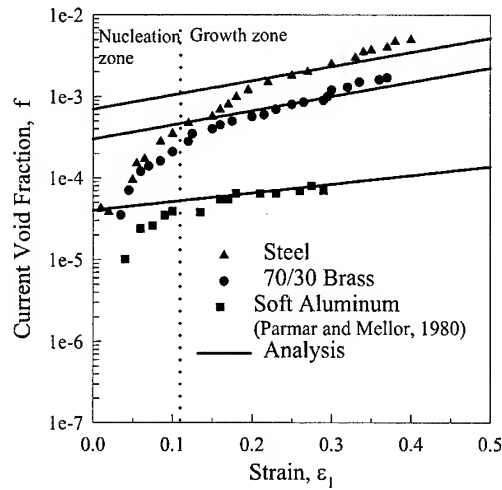 Nucleation zone
Growth zone
Current Void Fraction, f
1e-2
1e-3
1e-4
1e-5
1e-6
1e-7
Steel
70/30 Brass
Soft Aluminum
(Parmar and Mellor, 1980)
Analysis
0.0 0.1 0.2 0.3 0.4 0.5
Strain, ε1